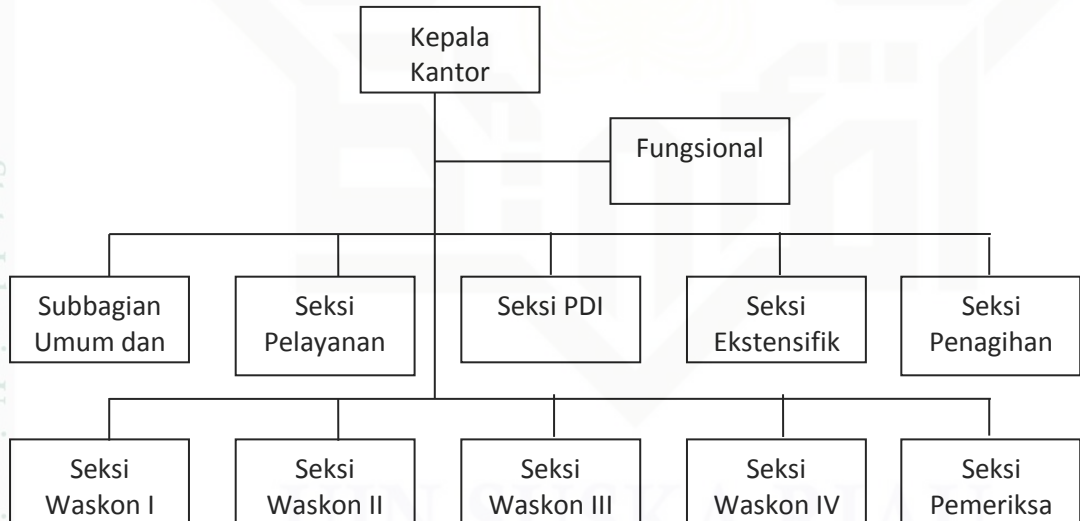 Kepala
Kantor
Fungsional
Subbagian
Umum dan
Seksi
Pelayanan
Seksi PDI
Seksi
Ekstensifik
Seksi
Penagihan
Seksi
Waskon I
Seksi
Waskon II
Seksi
Waskon III
Seksi
Waskon IV
Seksi
Pemeriksa